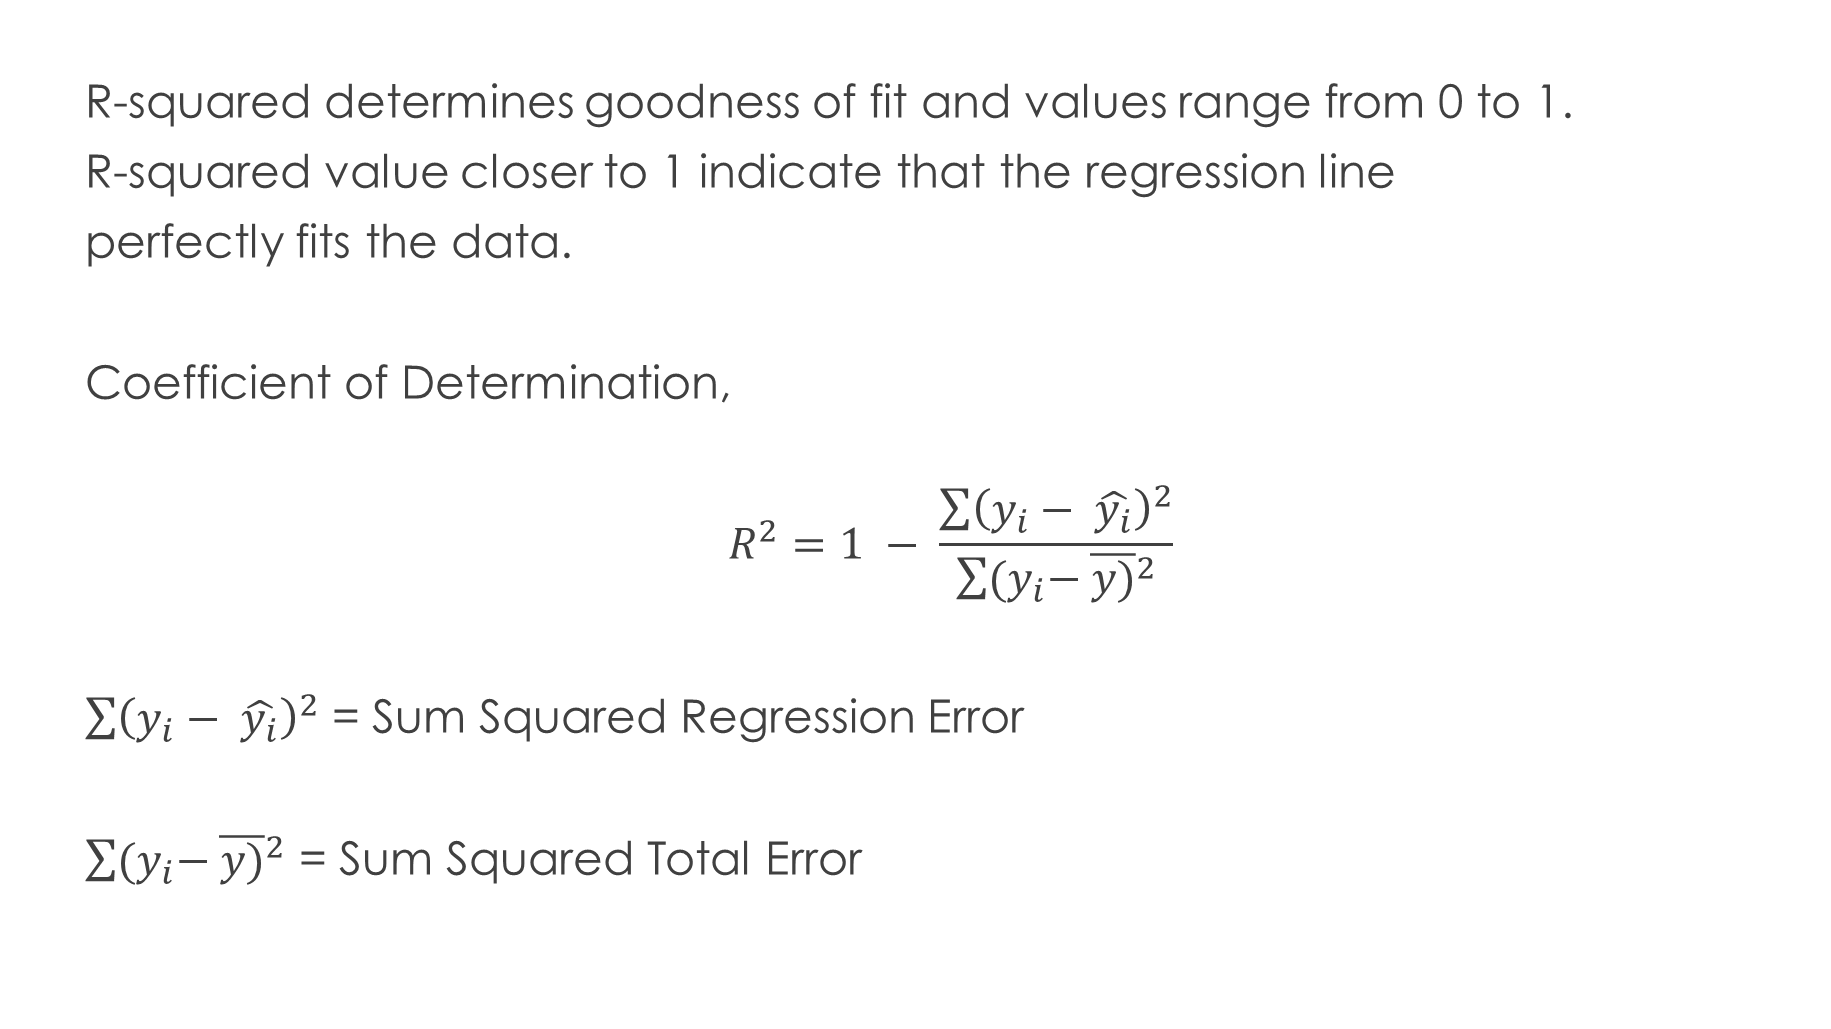 R-squared determines goodness of fit and values range from 0 to 1.
R-squared value closer to 1 indicate that the regression line
perfectly fits the data.
Coefficient of Determination,
R² = 1 − ∑(yᵢ − ŷᵢ)² / ∑(yᵢ− y̅)̅²
∑(yᵢ − ŷᵢ)² = Sum Squared Regression Error
∑(yᵢ− y̅)̅² = Sum Squared Total Error